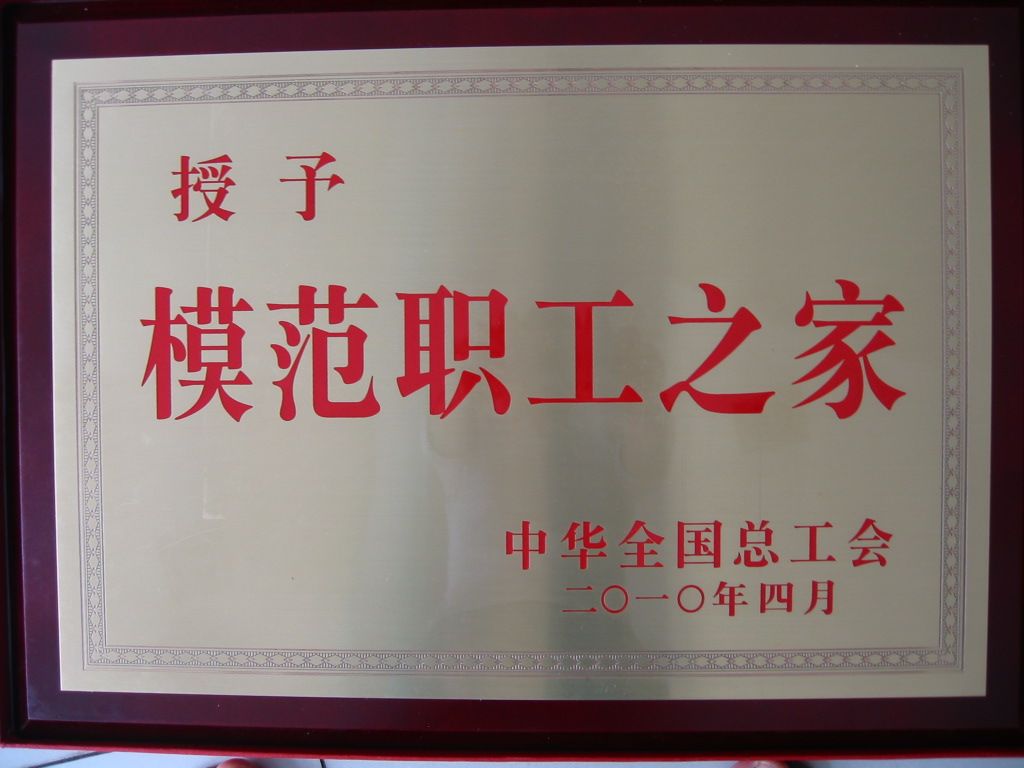 授予
模范职工之家
中华全国总工会
二〇一〇年四月